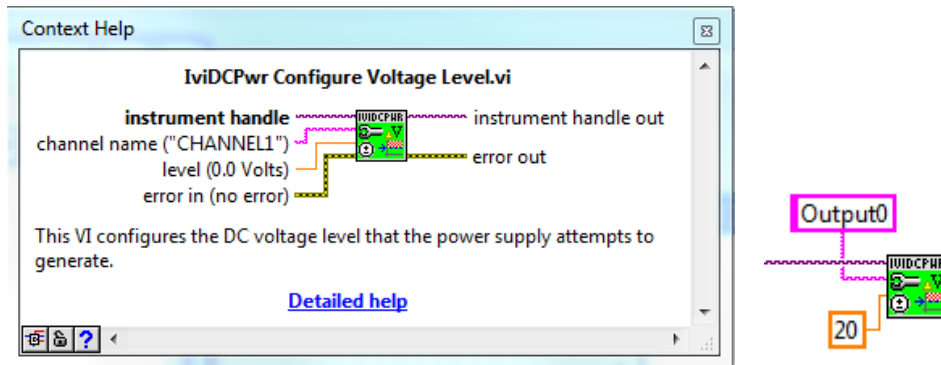 Context Help
IviDCPwr Configure Voltage Level.vi
IVIDCPWR
instrument handle
instrument handle out
channel name ("CHANNEL1")
level (0.0 Volts)
error out
error in (no error)
This VI configures the DC voltage level that the power supply attempts to
generate.
Detailed help
?
Output0
IVIDCPWR
20